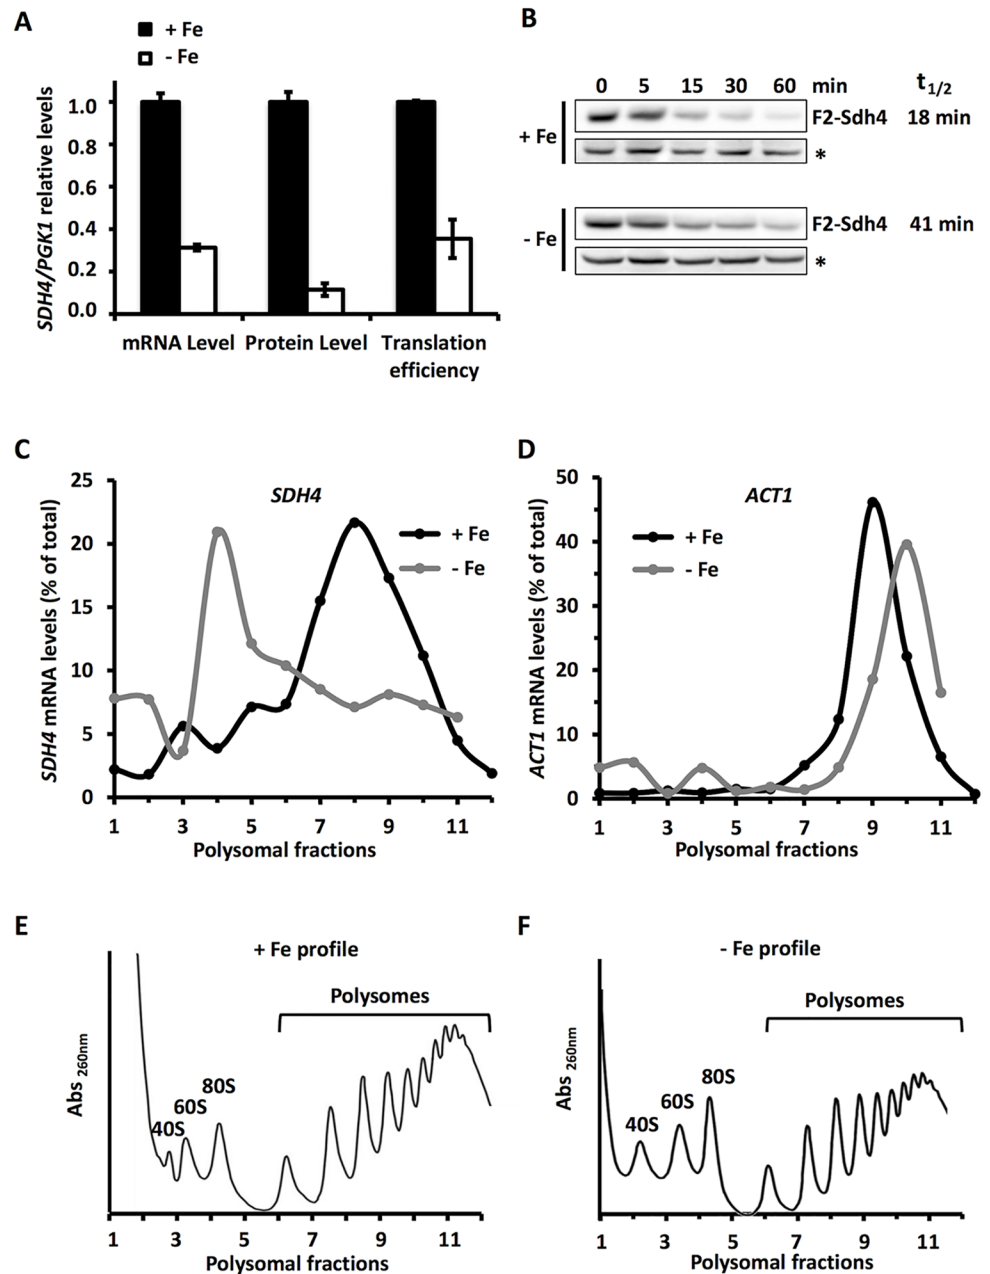 A
+ Fe
- Fe
SDH4/PGK1 relative levels
1.0
0.8
0.6
0.4
0.2
0.0
mRNA Level
Protein Level
Translation
efficiency
B
0 5 15 30 60 min t1/2
+ Fe
F2-Sdh4 18 min
*
- Fe
F2-Sdh4 41 min
*
C
SDH4
+ Fe
- Fe
SDH4 mRNA levels (% of total)
25
20
15
10
5
0
1 3 5 7 9 11
Polysomal fractions
D
ACT1
+ Fe
- Fe
ACT1 mRNA levels (% of total)
50
40
30
20
10
0
1 3 5 7 9 11
Polysomal fractions
E
+ Fe profile
Polysomes
Abs 260nm
40S
60S
80S
1 3 5 7 9 11
Polysomal fractions
F
- Fe profile
Polysomes
Abs 260nm
40S
60S
80S
1 3 5 7 9 11
Polysomal fractions